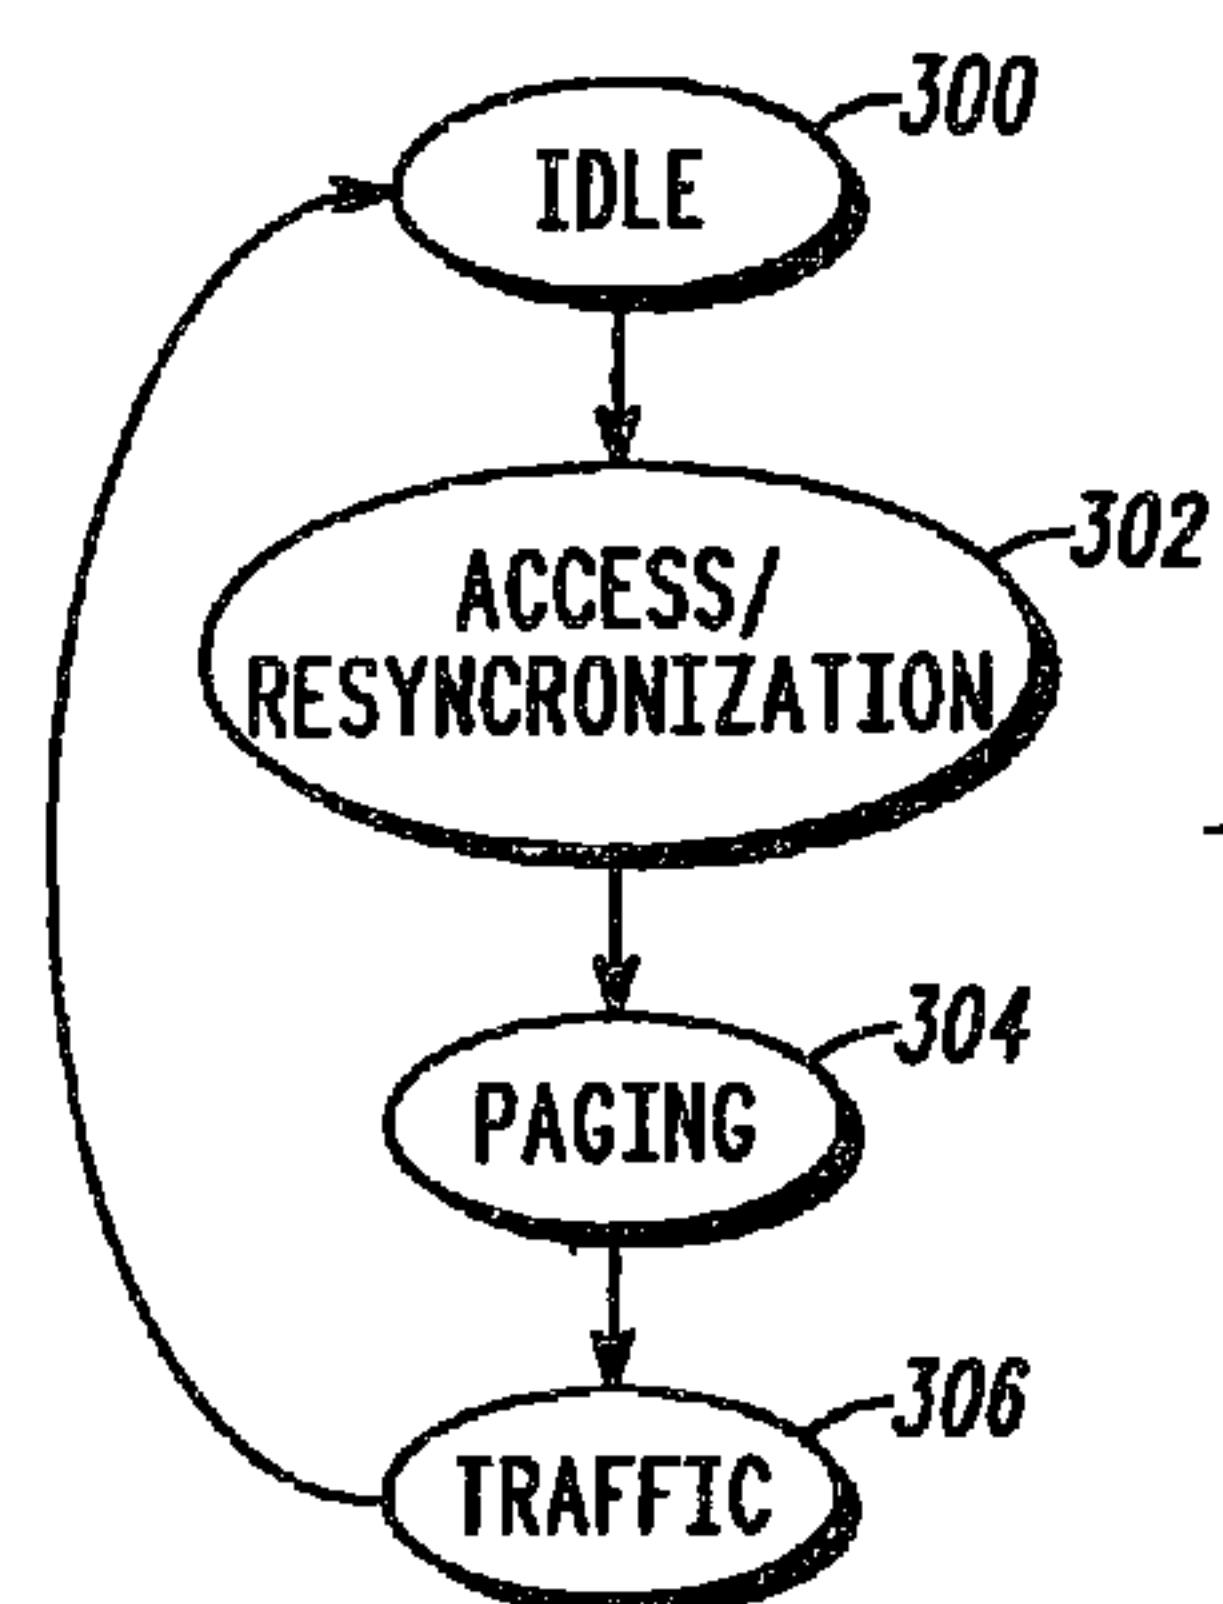 300
IDLE
302
ACCESS/
RESYNCRONIZATION
304
PAGING
306
TRAFFIC